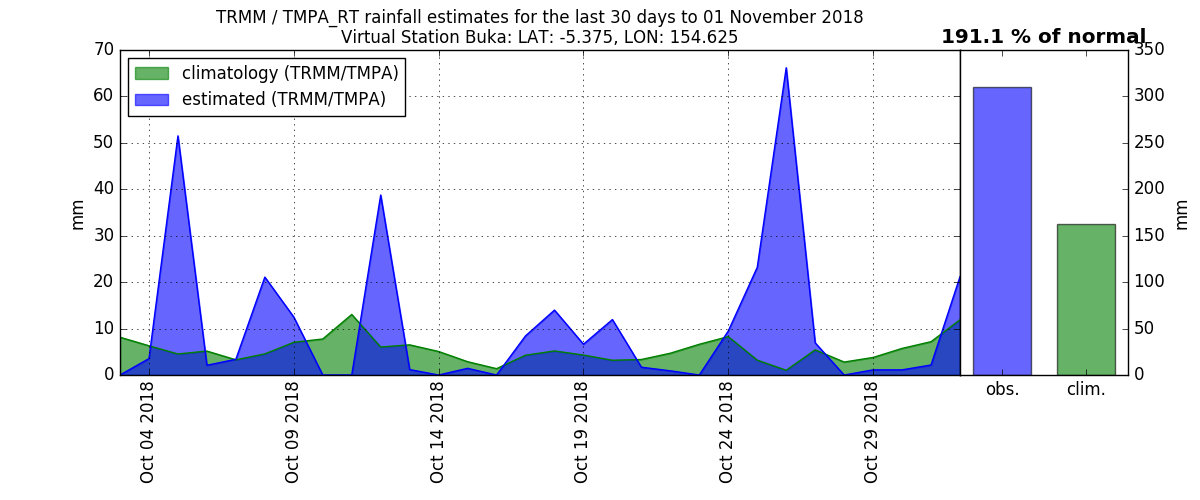 TRMM / TMPA_RT rainfall estimates for the last 30 days to 01 November 2018
Virtual Station Buka: LAT: -5.375, LON: 154.625
191.1 % of normal
climatology (TRMM/TMPA)
estimated (TRMM/TMPA)
mm
70
60
50
40
30
20
10
0
Oct 04 2018
Oct 09 2018
Oct 14 2018
Oct 19 2018
Oct 24 2018
Oct 29 2018
obs.
clim.
350
300
250
200
150
100
50
0
mm